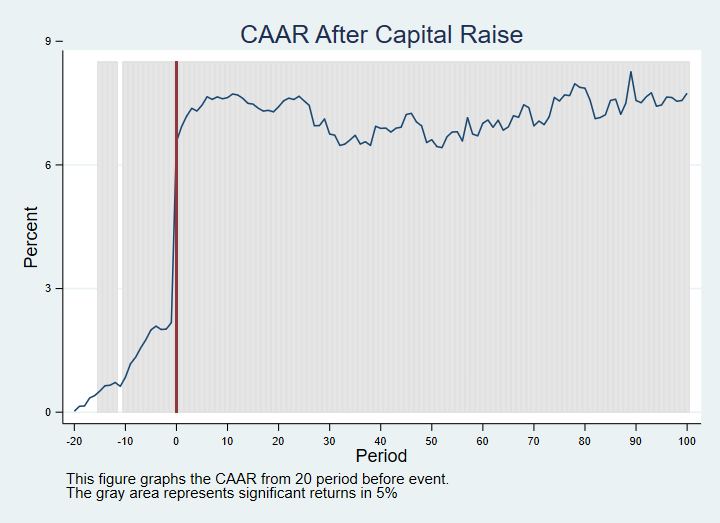 CAAR After Capital Raise
9
6
3
0
Percent
-20 -10 0 10 20 30 40 50 60 70 80 90 100
Period
This figure graphs the CAAR from 20 period before event.
The gray area represents significant returns in 5%